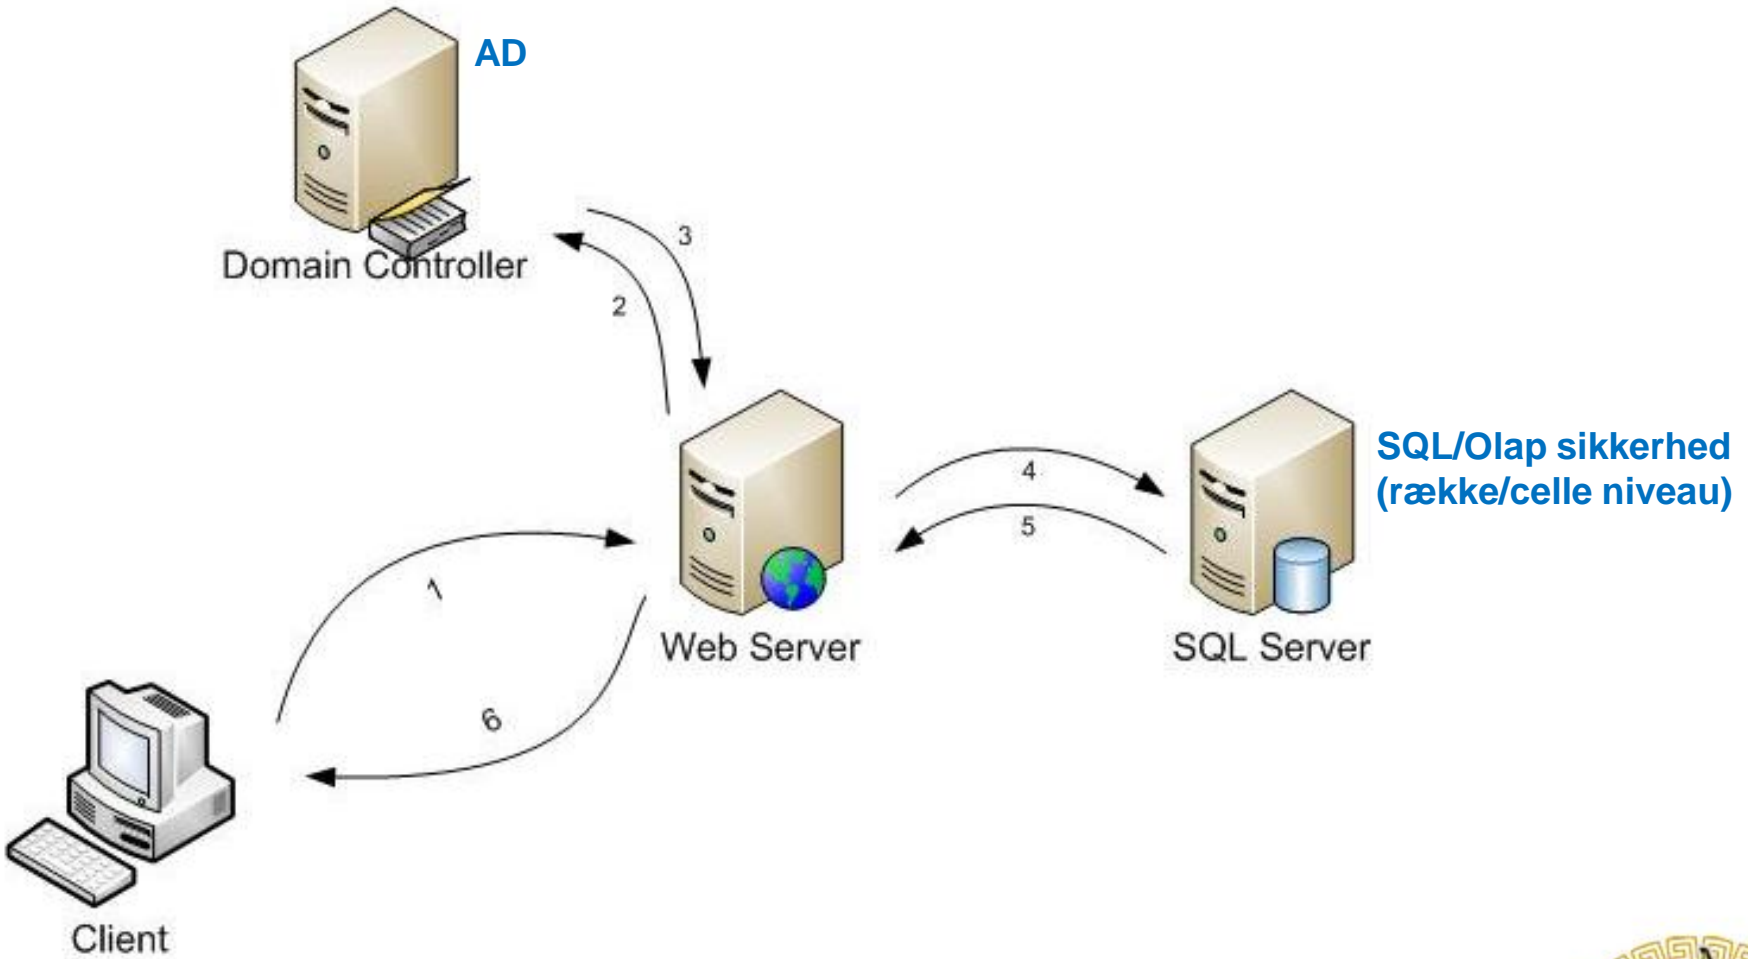 AD
Domain Controller
3
2
SQL/Olap sikkerhed
(række/celle niveau)
4
5
1
Web Server
SQL Server
6
Client